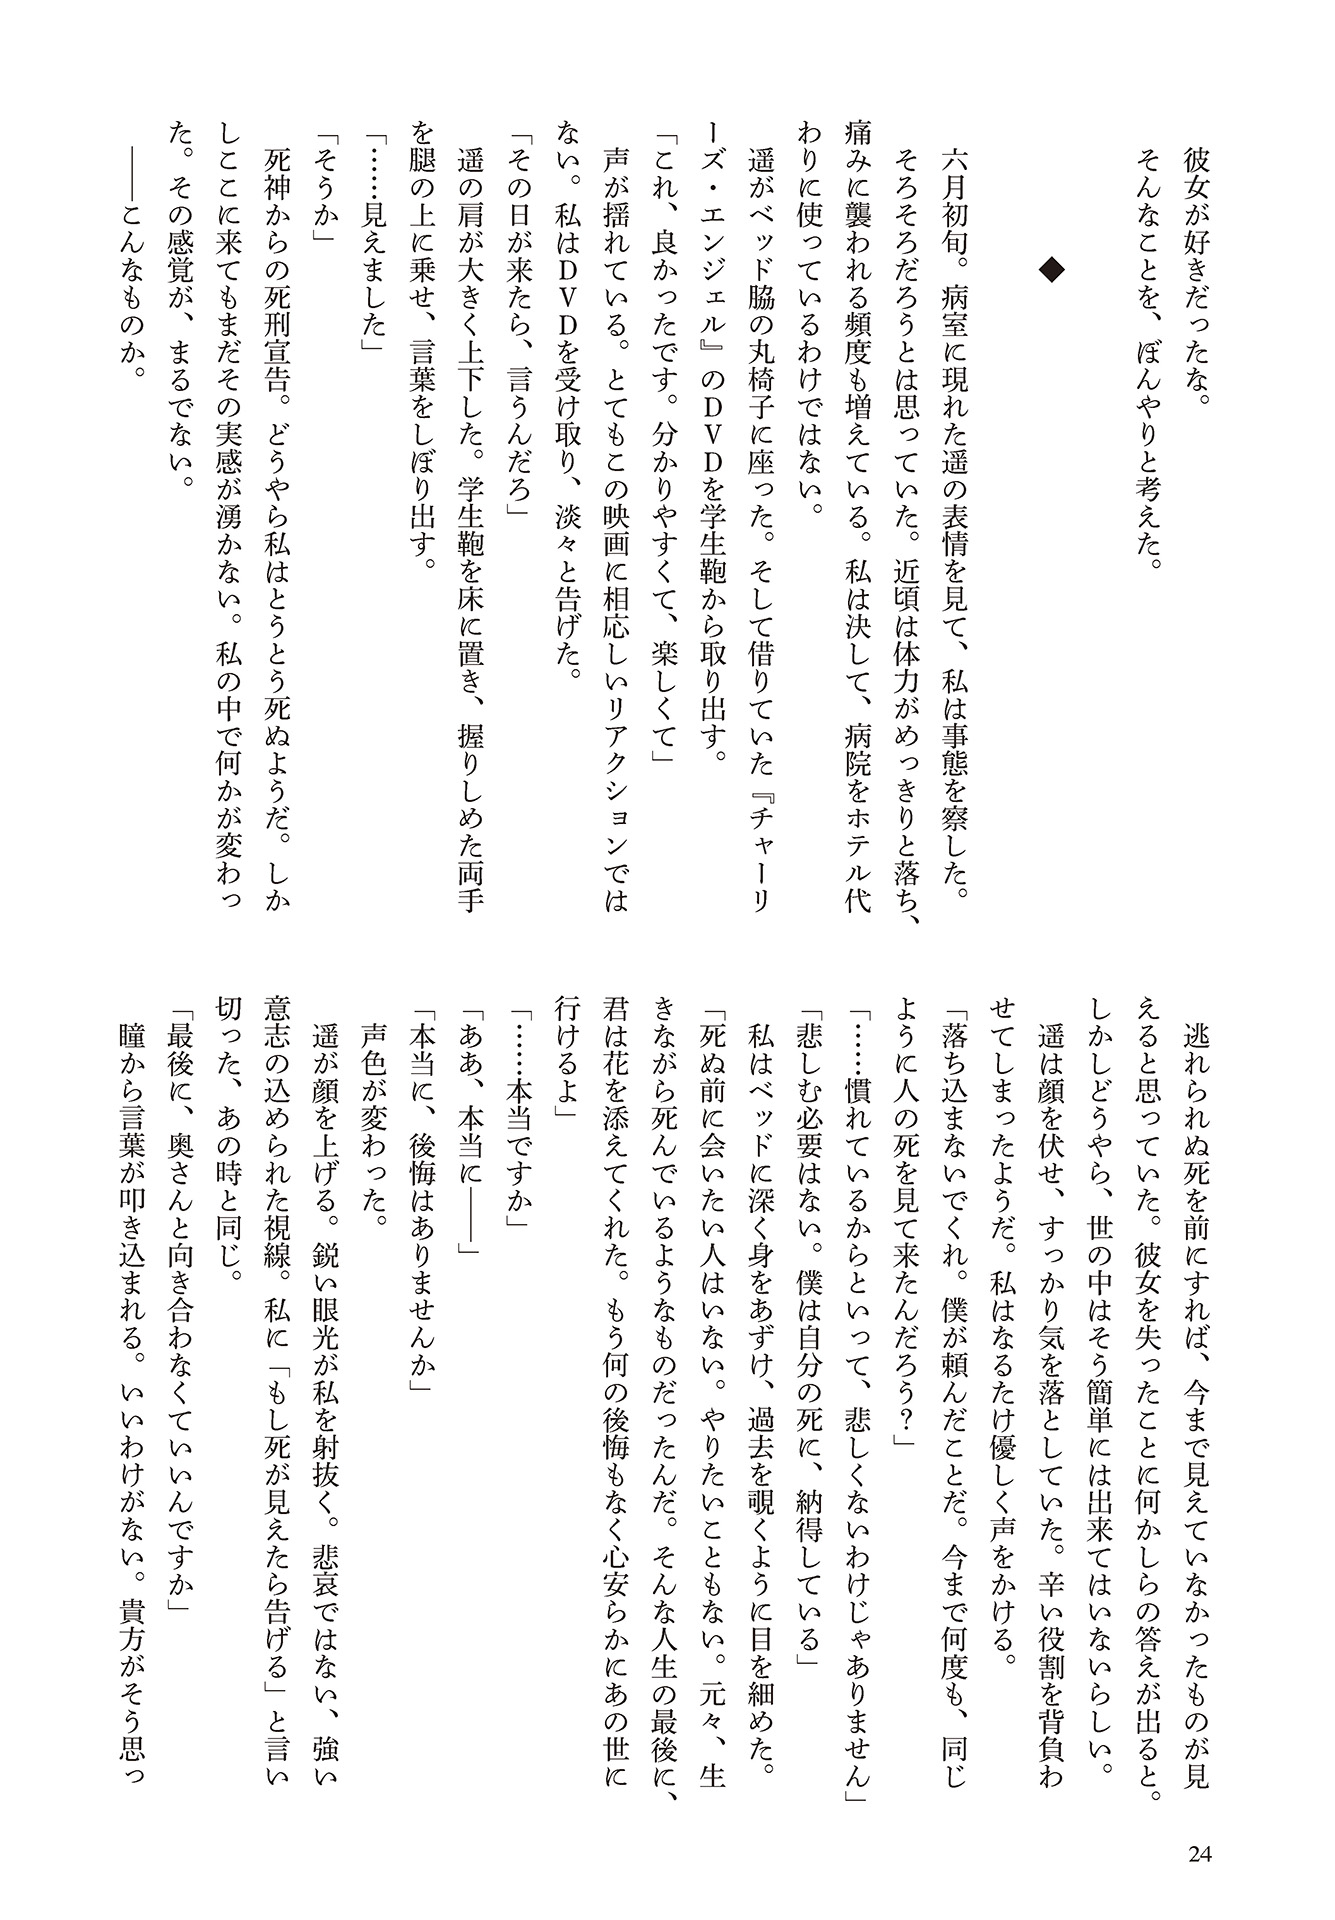 彼女が好きだったな。
そんなことを、ぼんやりと考えた。
◆
六月初旬。病室に現れた遥の表情を見て、私は事態を察した。
そろそろだろうとは思っていた。近頃は体力がめっきりと落ち、
痛みに襲われる頻度も増えている。私は決して、病院をホテル代
わりに使っているわけではない。
遥がベッド脇の丸椅子に座った。そして借りていた『チャーリ
ーズ・エンジェル』のＤＶＤを学生鞄から取り出す。
「これ、良かったです。分かりやすくて、楽しくて」
声が揺れている。とてもこの映画に相応しいリアクションでは
ない。私はＤＶＤを受け取り、淡々と告げた。
「その日が来たら、言うんだろ」
遥の肩が大きく上下した。学生鞄を床に置き、握りしめた両手
を腿の上に乗せ、言葉をしぼり出す。
「……見えました」
「そうか」
死神からの死刑宣告。どうやら私はとうとう死ぬようだ。しか
しここに来てもまだその実感が湧かない。私の中で何かが変わっ
た。その感覚が、まるでない。
――こんなものか。
逃れられぬ死を前にすれば、今まで見えていなかったものが見
えると思っていた。彼女を失ったことに何かしらの答えが出ると。
しかしどうやら、世の中はそう簡単には出来てはいないらしい。
遥は顔を伏せ、すっかり気を落としていた。辛い役割を背負わ
せてしまったようだ。私はなるたけ優しく声をかける。
「落ち込まないでくれ。僕が頼んだことだ。今まで何度も、同じ
ように人の死を見て来たんだろう？」
「……慣れているからといって、悲しくないわけじゃありません」
「悲しむ必要はない。僕は自分の死に、納得している」
私はベッドに深く身をあずけ、過去を覗くように目を細めた。
「死ぬ前に会いたい人はいない。やりたいこともない。元々、生
きながら死んでいるようなものだったんだ。そんな人生の最後に、
君は花を添えてくれた。もう何の後悔もなく心安らかにあの世に
行けるよ」
「……本当ですか」
「ああ、本当に――」
「本当に、後悔はありませんか」
声色が変わった。
遥が顔を上げる。鋭い眼光が私を射抜く。悲哀ではない、強い
意志の込められた視線。私に「もし死が見えたら告げる」と言い
切った、あの時と同じ。
「最後に、奥さんと向き合わなくていいんですか」
瞳から言葉が叩き込まれる。いいわけがない。貴方がそう思っ
24